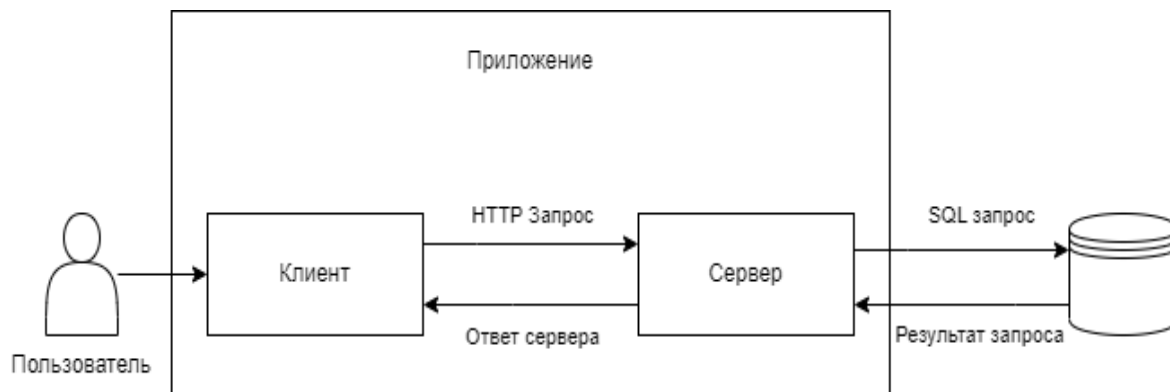 Приложение
HTTP Запрос
SQL запрос
Клиент
Сервер
Ответ сервера
Результат запроса
Пользователь